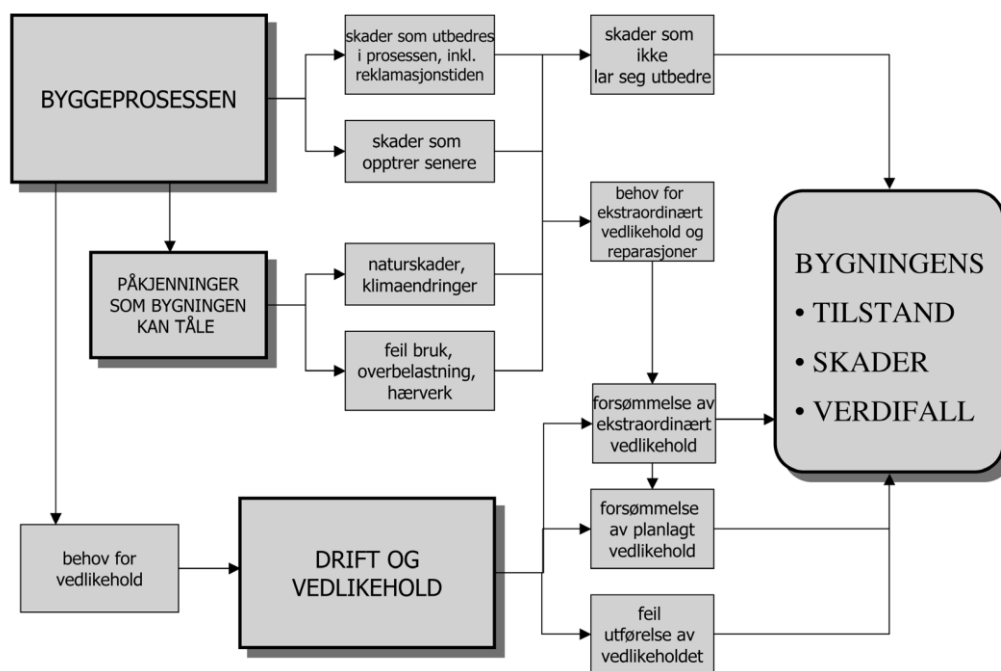 BYGGEPROSESSEN
skader som utbedres
i prosessen, inkl.
reklamasjonstiden
skader som
opptrer senere
skader som
ikke
lar seg utbedre
behov for
ekstraordinært
vedlikehold og
reparasjoner
PÅKJENNINGER
SOM BYGNINGEN
KAN TÅLE
naturskader,
klimaendringer
feil bruk,
overbelastning,
hærverk
BYGNINGENS
• TILSTAND
• SKADER
• VERDIFALL
forsømmelse av
ekstraordinært
vedlikehold
forsømmelse
av planlagt
vedlikehold
feil
utførelse av
vedlikeholdet
behov for
vedlikehold
DRIFT OG
VEDLIKEHOLD